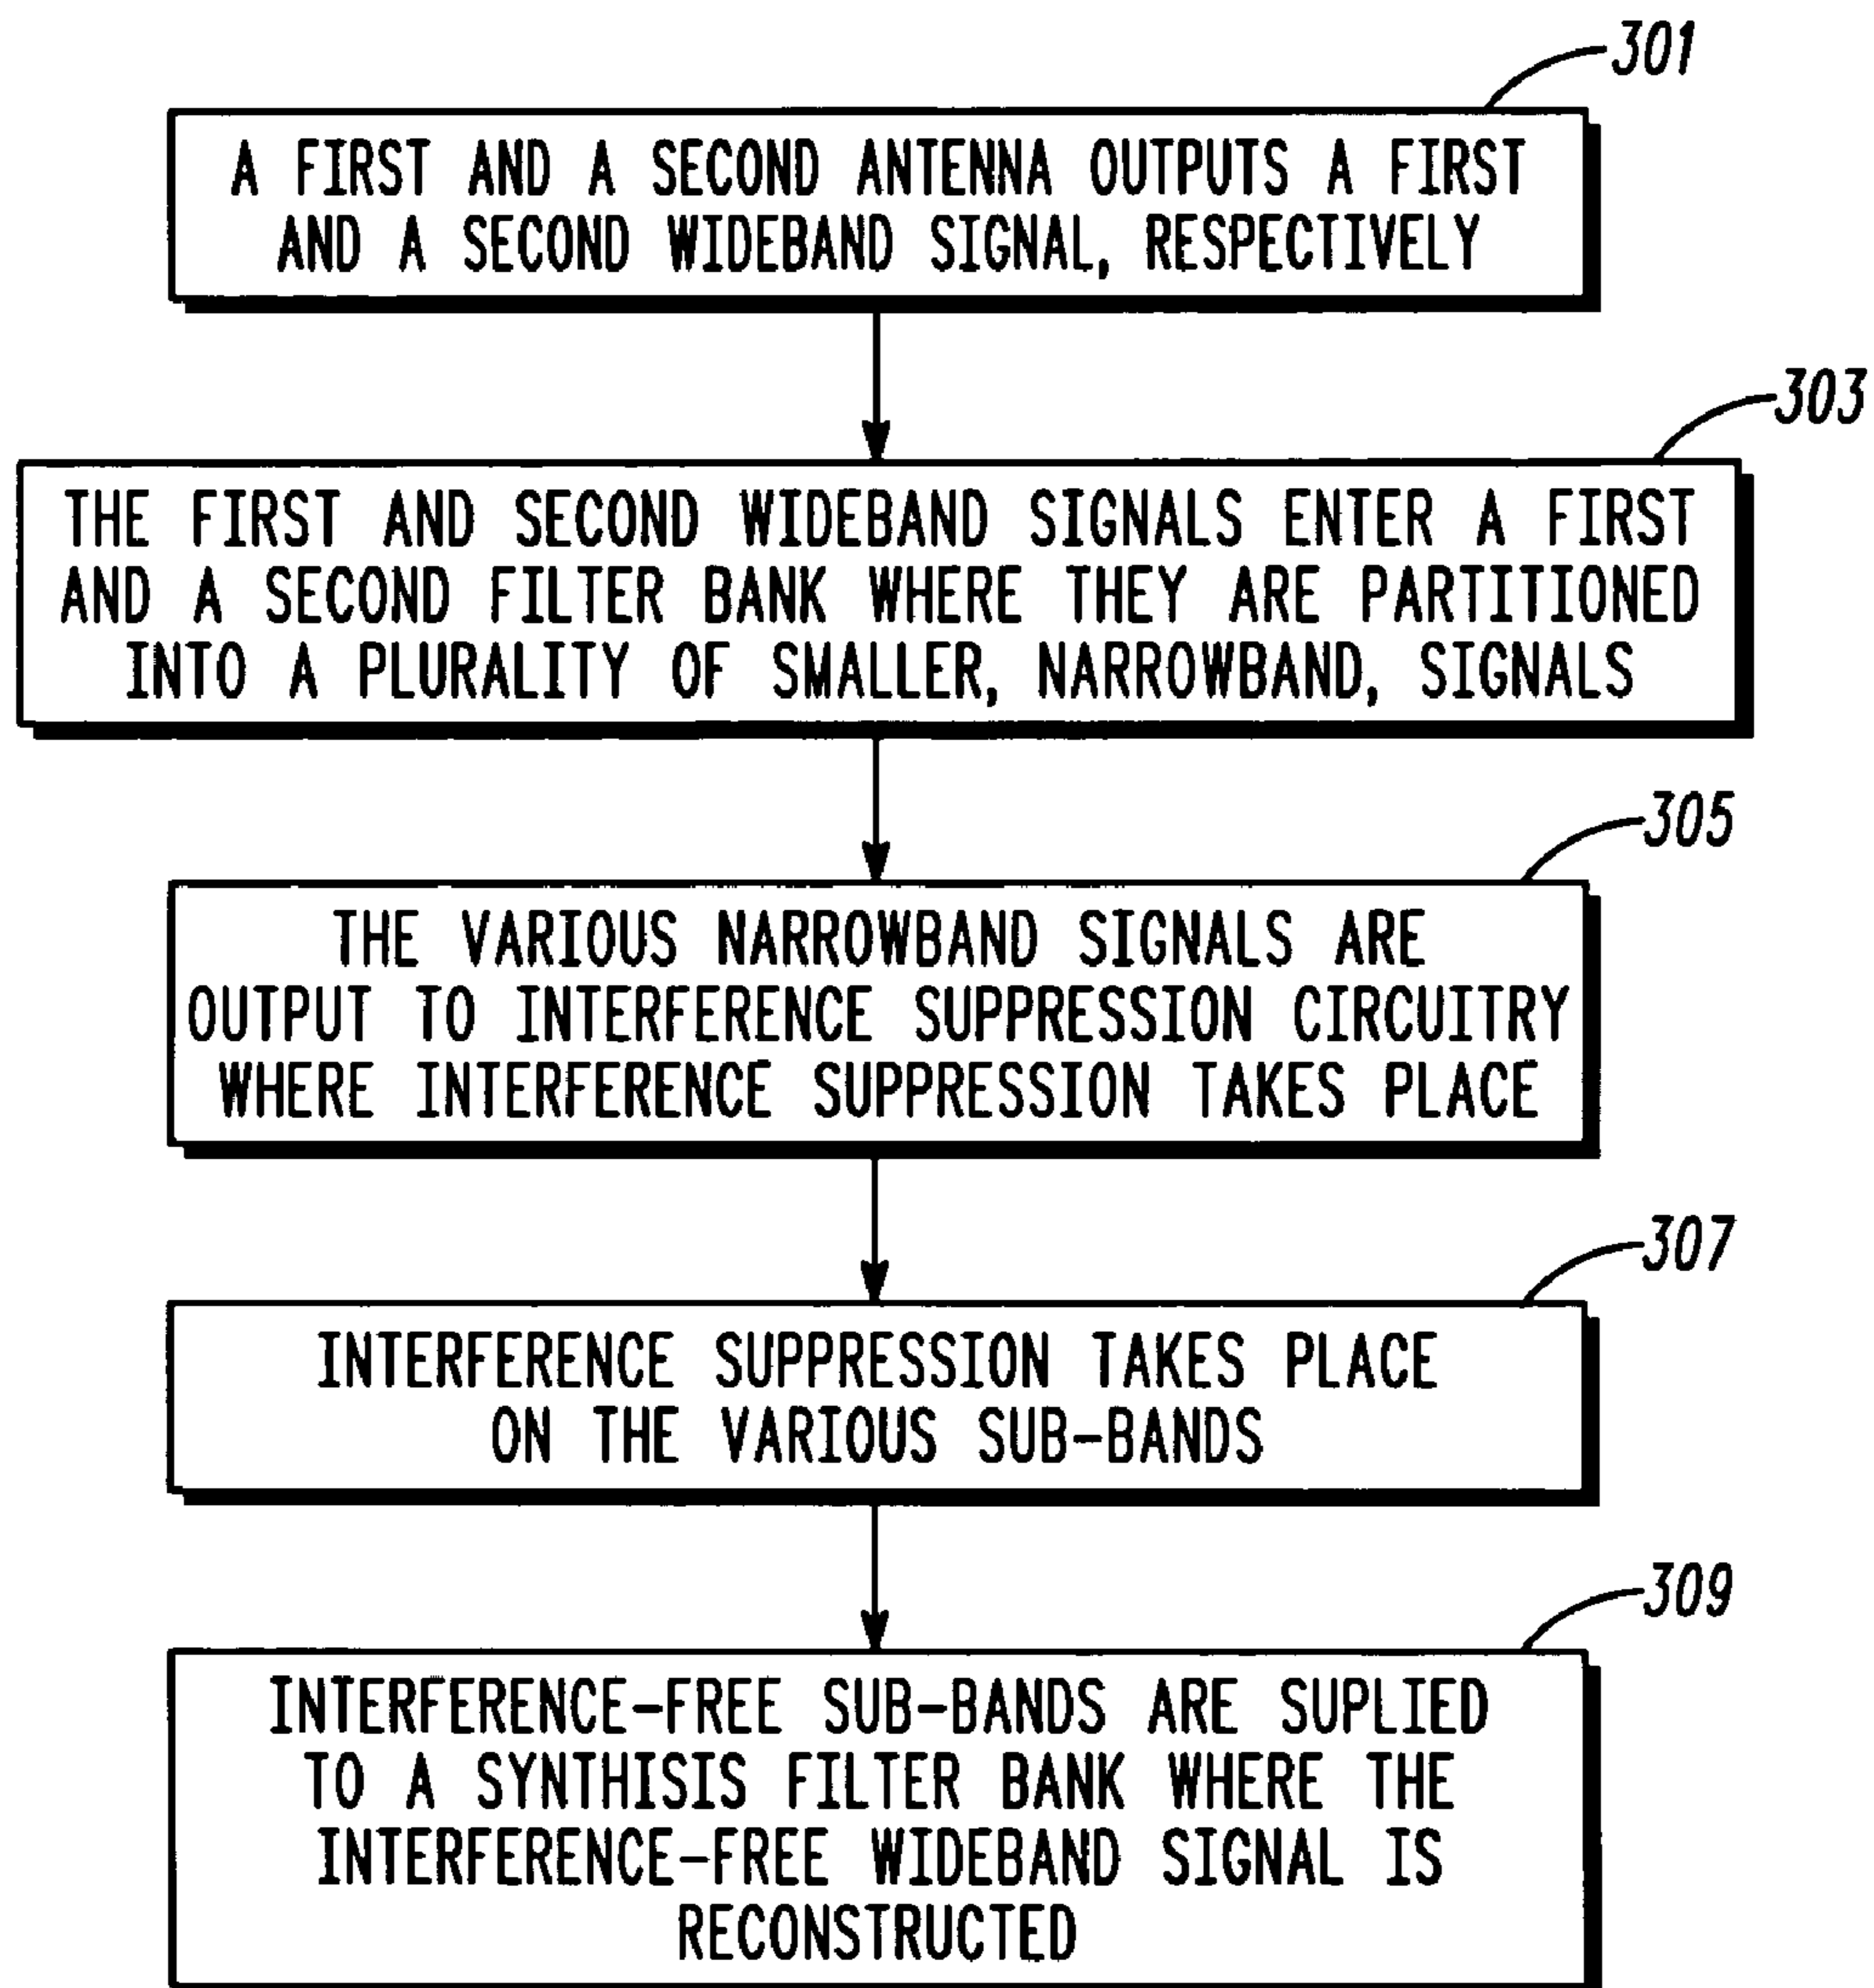 301
A FIRST AND A SECOND ANTENNA OUTPUTS A FIRST
AND A SECOND WIDEBAND SIGNAL, RESPECTIVELY
303
THE FIRST AND SECOND WIDEBAND SIGNALS ENTER A FIRST
AND A SECOND FILTER BANK WHERE THEY ARE PARTITIONED
INTO A PLURALITY OF SMALLER, NARROWBAND, SIGNALS
305
THE VARIOUS NARROWBAND SIGNALS ARE
OUTPUT TO INTERFERENCE SUPPRESSION CIRCUITRY
WHERE INTERFERENCE SUPPRESSION TAKES PLACE
307
INTERFERENCE SUPPRESSION TAKES PLACE
ON THE VARIOUS SUB-BANDS
309
INTERFERENCE-FREE SUB-BANDS ARE SUPLIED
TO A SYNTHISIS FILTER BANK WHERE THE
INTERFERENCE-FREE WIDEBAND SIGNAL IS
RECONSTRUCTED